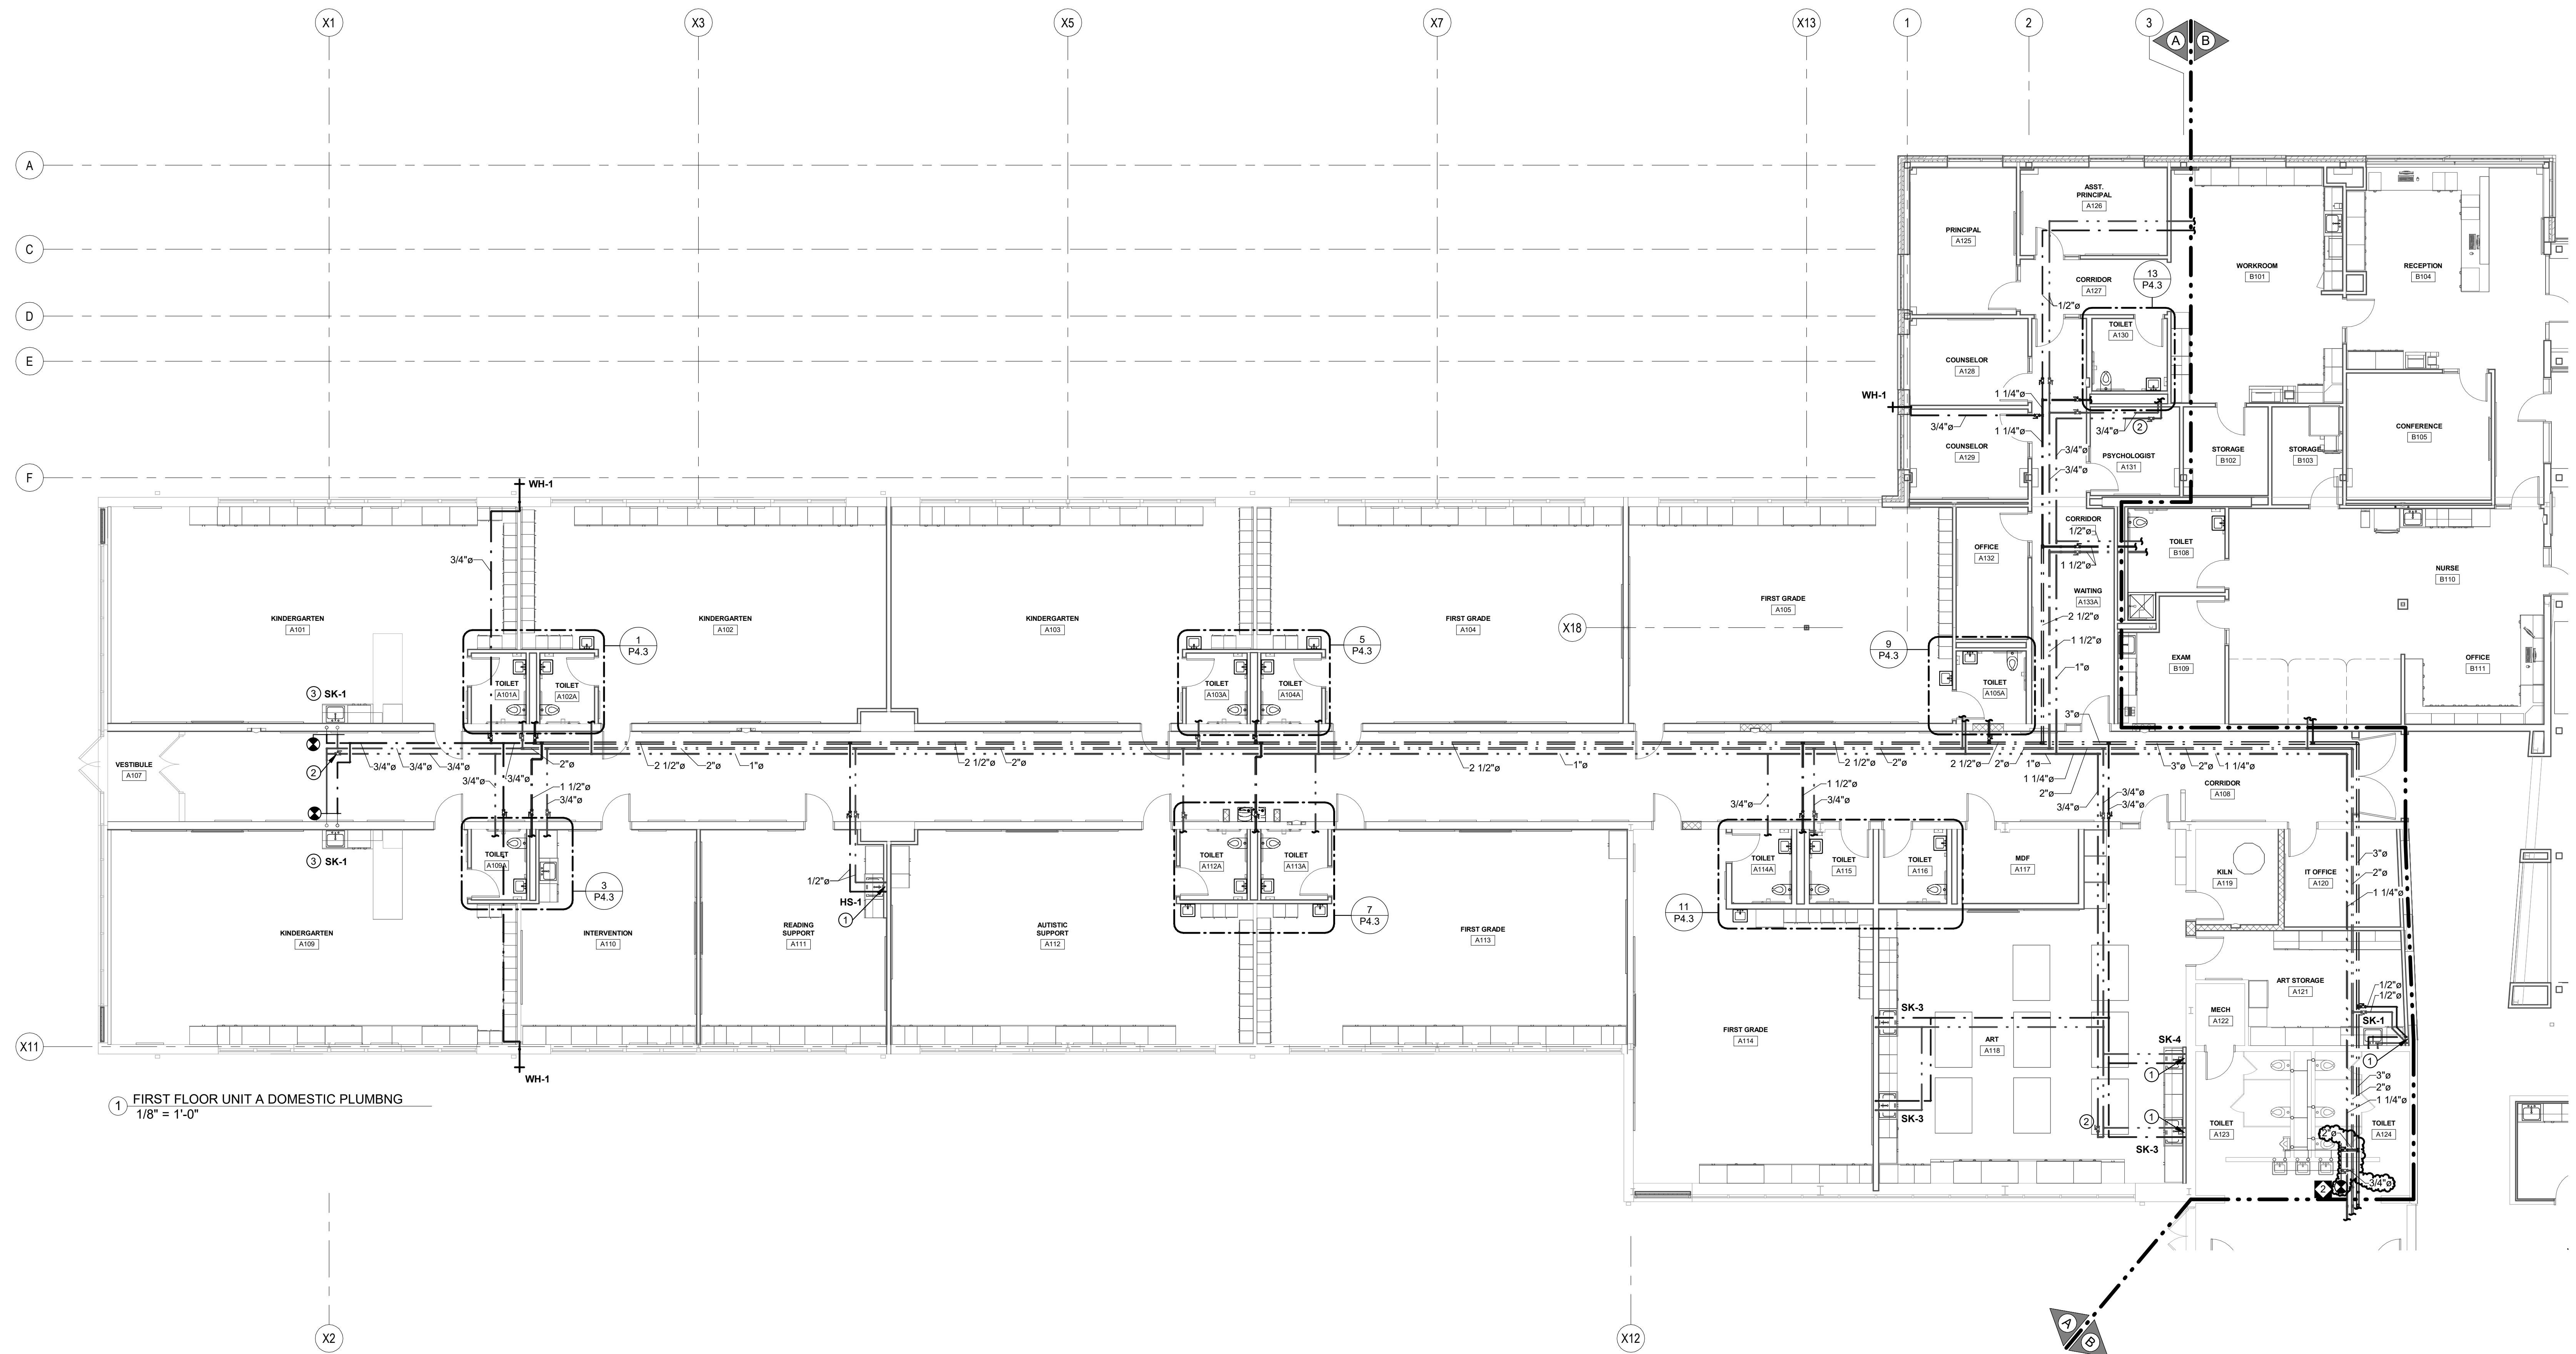 X1
X3
X5
X7
X13
1
2
3
A
B
A
C
D
E
F
ASST.
PRINCIPAL
A126
PRINCIPAL
A125
WORKROOM
B101
RECEPTION
B104
CORRIDOR
A127
13
P4.3
1/2"ø
TOILET
A130
COUNSELOR
A128
1 1/4"ø
WH-1
3/4"ø
1 1/4"ø
3/4"ø
2
COUNSELOR
A129
3/4"ø
3/4"ø
PSYCHOLOGIST
A131
STORAGE
B102
STORAGE
B103
CONFERENCE
B105
WH-1
CORRIDOR
1/2"ø
OFFICE
A132
1 1/2"ø
TOILET
B108
NURSE
B110
3/4"ø
WAITING
A133A
KINDERGARTEN
A101
KINDERGARTEN
A102
KINDERGARTEN
A103
FIRST GRADE
A104
X18
FIRST GRADE
A105
2 1/2"ø
1 1/2"ø
1"ø
1
P4.3
5
P4.3
9
P4.3
EXAM
B109
OFFICE
B111
3 SK-1
TOILET
A101A
TOILET
A102A
TOILET
A103A
TOILET
A104A
TOILET
A105A
3"ø
VESTIBULE
A107
2
3/4"ø
3/4"ø
3/4"ø
3/4"ø
3/4"ø
2"ø
1 1/2"ø
3/4"ø
2 1/2"ø
2"ø
1"ø
2 1/2"ø
2"ø
2 1/2"ø
1"ø
3/4"ø
1 1/2"ø
3/4"ø
2 1/2"ø
2"ø
2 1/2"ø
2"ø
1"ø
1 1/4"ø
2"ø
3/4"ø
3/4"ø
3/4"ø
3"ø
2"ø
1 1/4"ø
CORRIDOR
A108
3 SK-1
TOILET
A109A
3
P4.3
1/2"ø
HS-1
1
TOILET
A112A
TOILET
A113A
7
P4.3
11
P4.3
TOILET
A114A
TOILET
A115
TOILET
A116
MDF
A117
KILN
A119
IT OFFICE
A120
3"ø
2"ø
1 1/4"ø
KINDERGARTEN
A109
INTERVENTION
A110
READING
SUPPORT
A111
AUTISTIC
SUPPORT
A112
FIRST GRADE
A113
ART STORAGE
A121
1/2"ø
1/2"ø
SK-1
1
MECH
A122
SK-3
FIRST GRADE
A114
ART
A118
SK-4
1
X11
WH-1
3"ø
2"ø
1 1/4"ø
SK-3
2
1
SK-3
TOILET
A123
TOILET
A124
2"ø
3/4"ø
2
1 FIRST FLOOR UNIT A DOMESTIC PLUMBNG
1/8" = 1'-0"
X2
X12
A
B